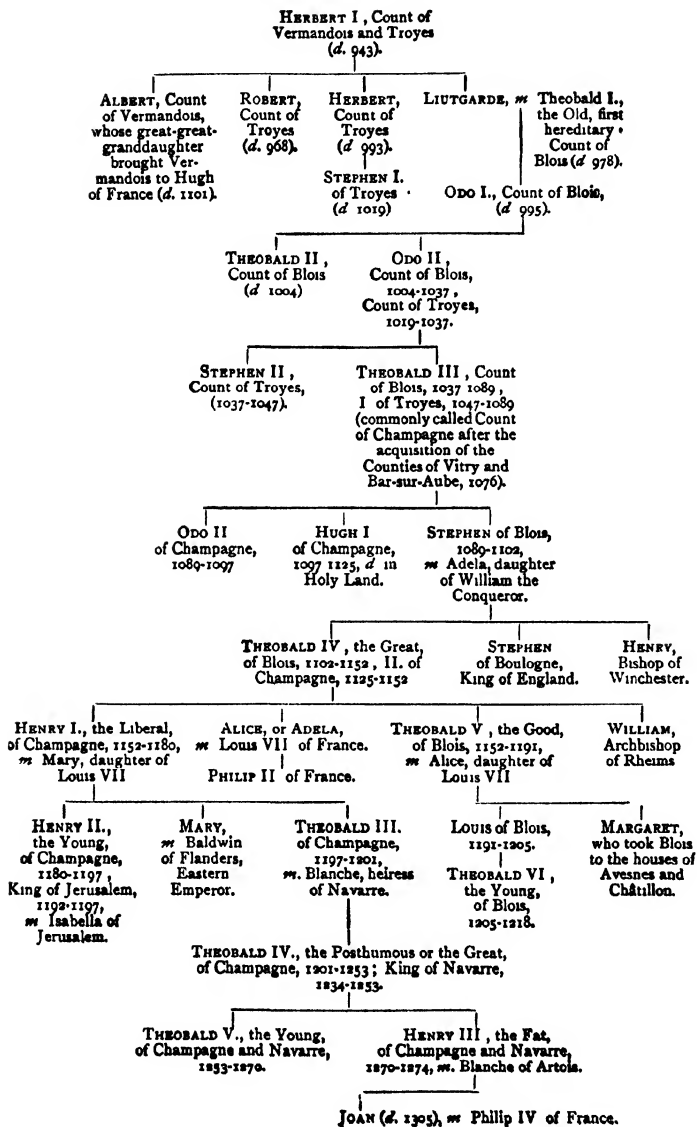 HERBERT I , Count of
Vermandois and Troyes
(d. 943).
ALBERT, Count
of Vermandois,
whose great-great-
granddaughter
brought Ver-
mandois to Hugh
of France (d. 1101).
ROBERT,
Count of
Troyes
(d. 968).
HERBERT,
Count of
Troyes
(d 993)
STEPHEN I.
of Troyes
(d 1019)
LIUTGARDE, m Theobald I.,
the Old, first
hereditary
Count of
Blois (d 978).
ODO I., Count of Blois,
(d 995).
THEOBALD II ,
Count of Blois
(d 1004)
ODO II ,
Count of Blois,
1004-1037 ,
Count of Troyes,
1019-1037.
STEPHEN II ,
Count of Troyes,
(1037-1047).
THEOBALD III , Count
of Blois, 1037 1089 ,
I of Troyes, 1047-1089
(commonly called Count
of Champagne after the
acquisition of the
Counties of Vitry and
Bar-sur-Aube, 1076).
ODO II
of Champagne,
1089-1097
HUGH I
of Champagne,
1097 1125, d in
Holy Land.
STEPHEN of Blois,
1089-1102,
m Adela, daughter
of William the
Conqueror.
THEOBALD IV , the Great,
of Blois, 1102-1152 , II. of
Champagne, 1125-1152
STEPHEN
of Boulogne,
King of England.
HENRY,
Bishop of
Winchester.
HENRY I., the Liberal,
of Champagne, 1152-1180,
m Mary, daughter of
Louis VII
ALICE, or ADELA,
m Louis VII of France.
PHILIP II of France.
THEOBALD V , the Good,
of Blois, 1152-1191,
m Alice, daughter of
Louis VII
WILLIAM,
Archbishop
of Rheims
HENRY II.,
the Young,
of Champagne,
1180-1197 ,
King of Jerusalem,
1192-1197,
m Isabella of
Jerusalem.
MARY,
m Baldwin
of Flanders,
Eastern
Emperor.
THEOBALD III.
of Champagne,
1197-1201,
m. Blanche, heiress
of Navarre.
LOUIS of Blois,
1191-1205.
THEOBALD VI ,
the Young,
of Blois,
1205-1218.
MARGARET,
who took Blois
to the houses of
Avesnes and
Châtillon.
THEOBALD IV., the Posthumous or the Great,
of Champagne, 1201-1253 ; King of Navarre,
1234-1253.
THEOBALD V., the Young,
of Champagne and Navarre,
1253-1270.
HENRY III , the Fat,
of Champagne and Navarre,
1270-1274, m. Blanche of Artois.
JOAN (d. 1305), m Philip IV of France.